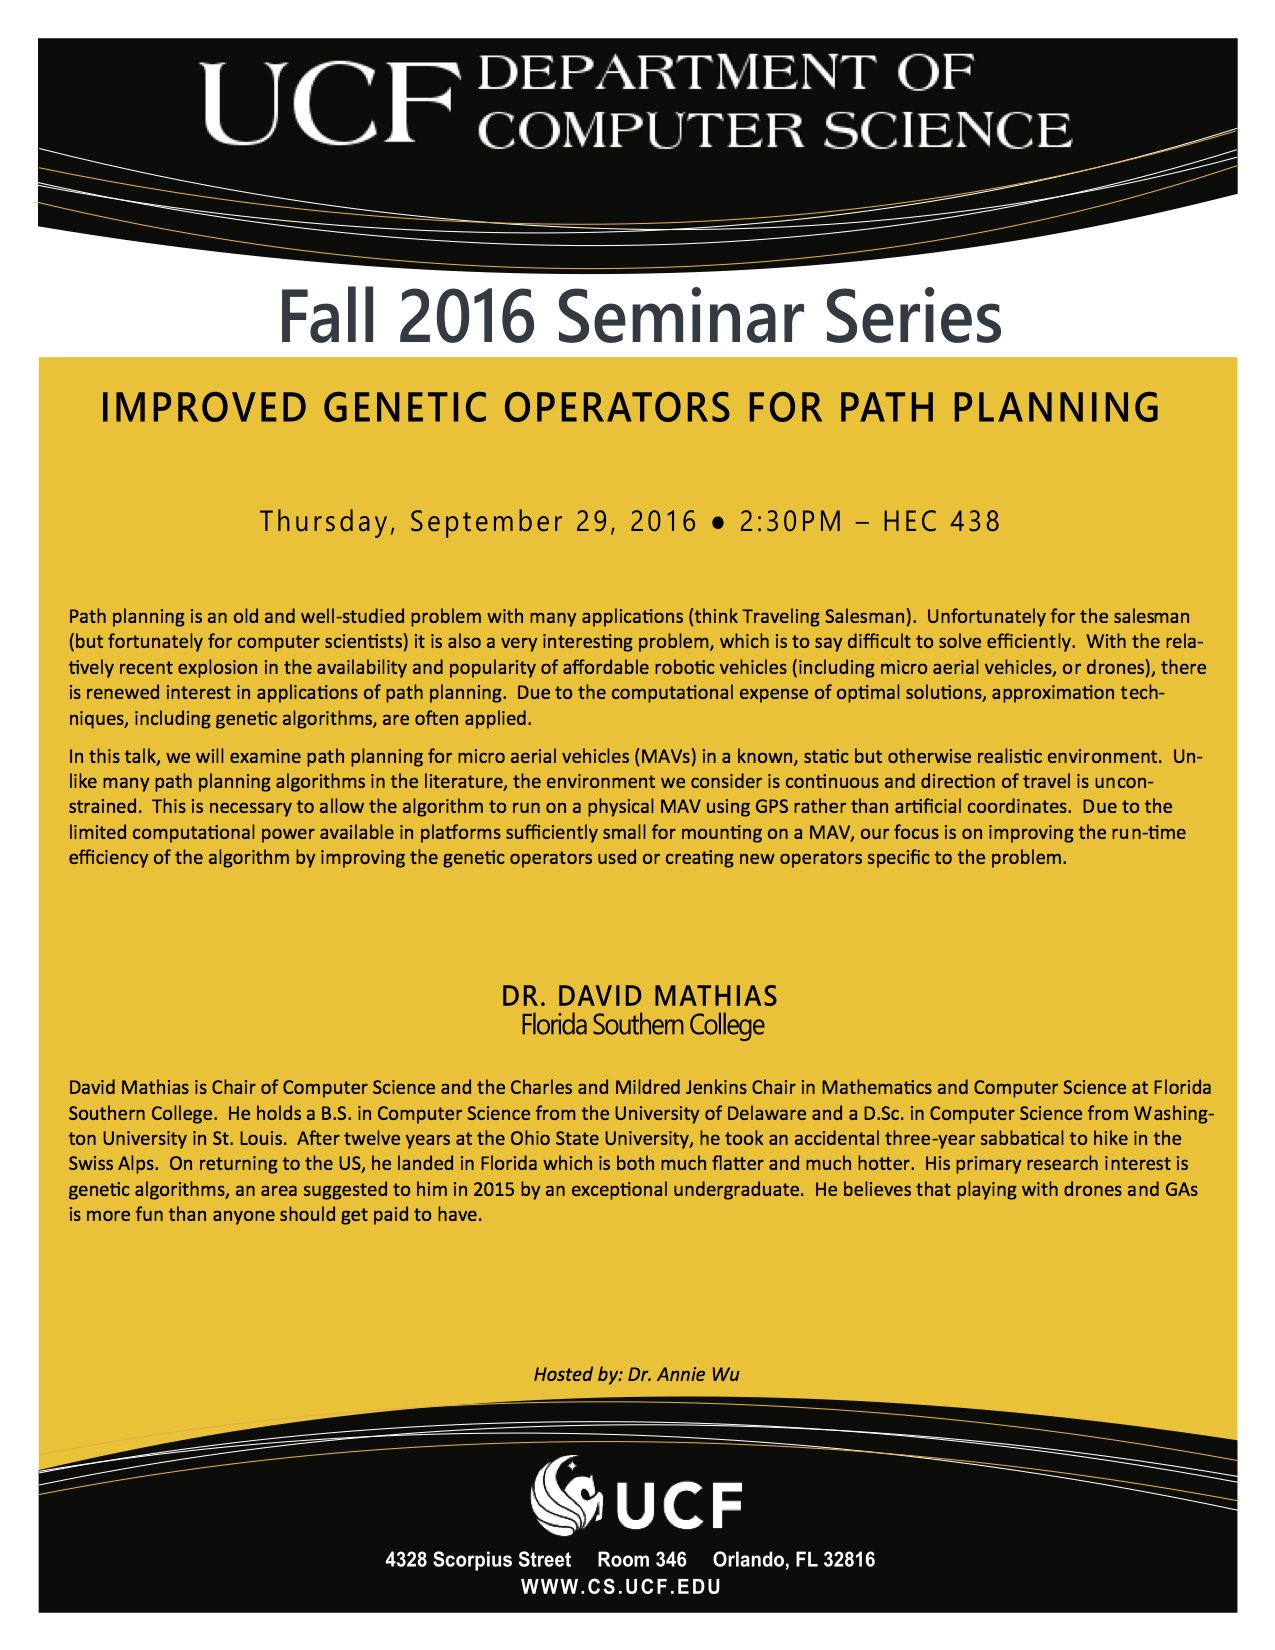 UCF DEPARTMENT OF
COMPUTER SCIENCE
Fall 2016 Seminar Series
IMPROVED GENETIC OPERATORS FOR PATH PLANNING
Thursday, September 29, 2016 ● 2:30PM – HEC 438
Path planning is an old and well-studied problem with many applications (think Traveling Salesman).  Unfortunately for the salesman
(but fortunately for computer scientists) it is also a very interesting problem, which is to say difficult to solve efficiently.  With the rela-
tively recent explosion in the availability and popularity of affordable robotic vehicles (including micro aerial vehicles, or drones), there
is renewed interest in applications of path planning.  Due to the computational expense of optimal solutions, approximation tech-
niques, including genetic algorithms, are often applied.
In this talk, we will examine path planning for micro aerial vehicles (MAVs) in a known, static but otherwise realistic environment.  Un-
like many path planning algorithms in the literature, the environment we consider is continuous and direction of travel is uncon-
strained.  This is necessary to allow the algorithm to run on a physical MAV using GPS rather than artificial coordinates.  Due to the
limited computational power available in platforms sufficiently small for mounting on a MAV, our focus is on improving the run-time
efficiency of the algorithm by improving the genetic operators used or creating new operators specific to the problem.
DR. DAVID MATHIAS
Florida Southern College
David Mathias is Chair of Computer Science and the Charles and Mildred Jenkins Chair in Mathematics and Computer Science at Florida
Southern College.  He holds a B.S. in Computer Science from the University of Delaware and a D.Sc. in Computer Science from Washing-
ton University in St. Louis.  After twelve years at the Ohio State University, he took an accidental three-year sabbatical to hike in the
Swiss Alps.  On returning to the US, he landed in Florida which is both much flatter and much hotter.  His primary research interest is
genetic algorithms, an area suggested to him in 2015 by an exceptional undergraduate.  He believes that playing with drones and GAs
is more fun than anyone should get paid to have.
Hosted by: Dr. Annie Wu
UCF
4328 Scorpius Street    Room 346    Orlando, FL 32816
WWW.CS.UCF.EDU